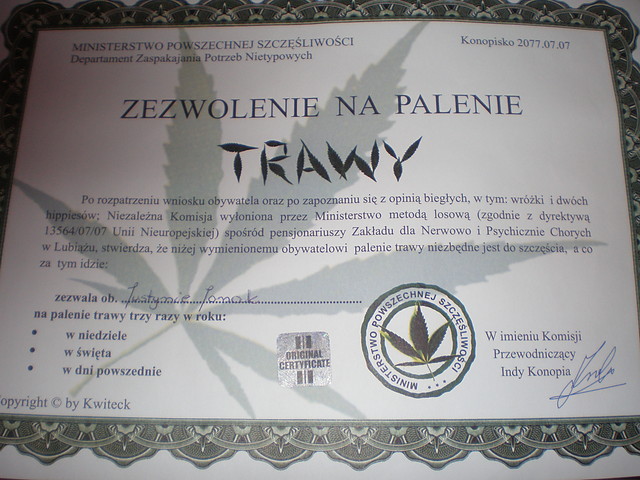 MINISTERSTWO POWSZECHNEJ SZCZĘŚLIWOŚCI
Departament Zaspakajania Potrzeb Nietypowych
Konopisko 2077.07.07
ZEZWOLENIE NA PALENIE
TRAWY
Po rozpatrzeniu wniosku obywatela oraz po zapoznaniu się z opinią biegłych, w tym: wróżki i dwóch
hippiesów; Niezależna Komisja wyłoniona przez Ministerstwo metodą losową (zgodnie z dyrektywą
13564/07/07 Unii Nieuropejskiej) spośród pensjonariuszy Zakładu dla Nerwowo i Psychicznie Chorych
w Lubiążu, stwierdza, że niżej wymienionemu obywatelowi palenie trawy niezbędne jest do szczęścia, a co
za tym idzie:
zezwala ob.
na palenie trawy trzy razy w roku:
• w niedziele
• w święta
• w dni powszednie
ORIGINAL
CERTYFICATE
MINISTERSTWO POWSZECHNEJ SZCZĘŚLIWOŚCI
W imieniu Komisji
Przewodniczący
Indy Konopia
opyright © by Kwiteck